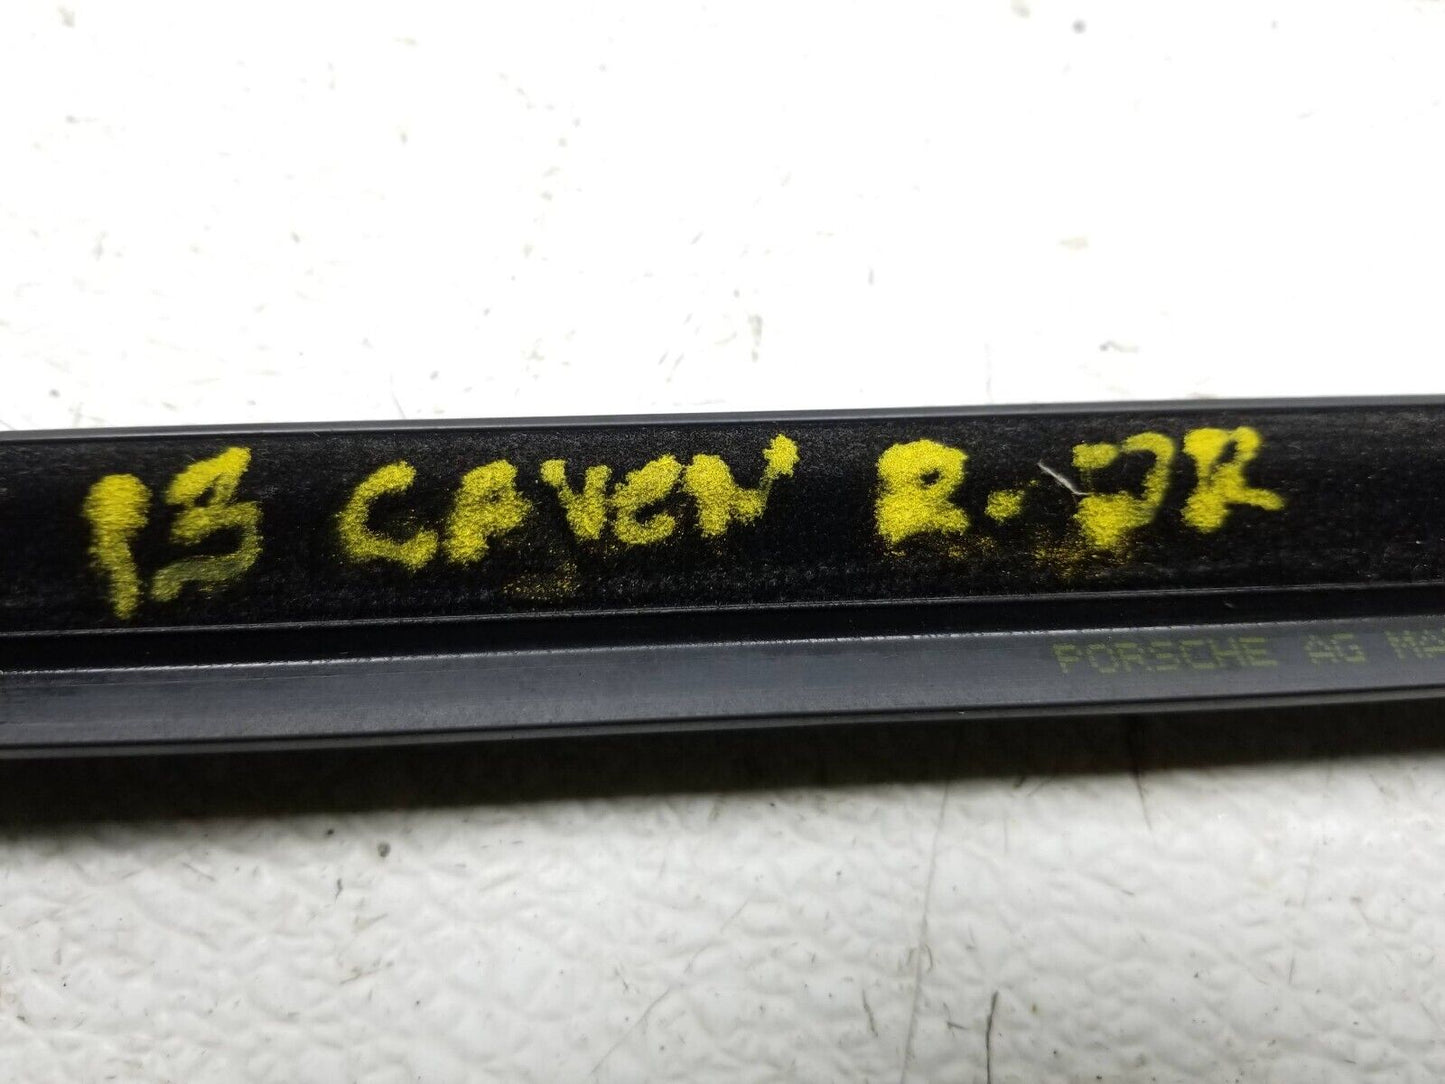 13 CAYEN R-DR
PORSCHE AG MA